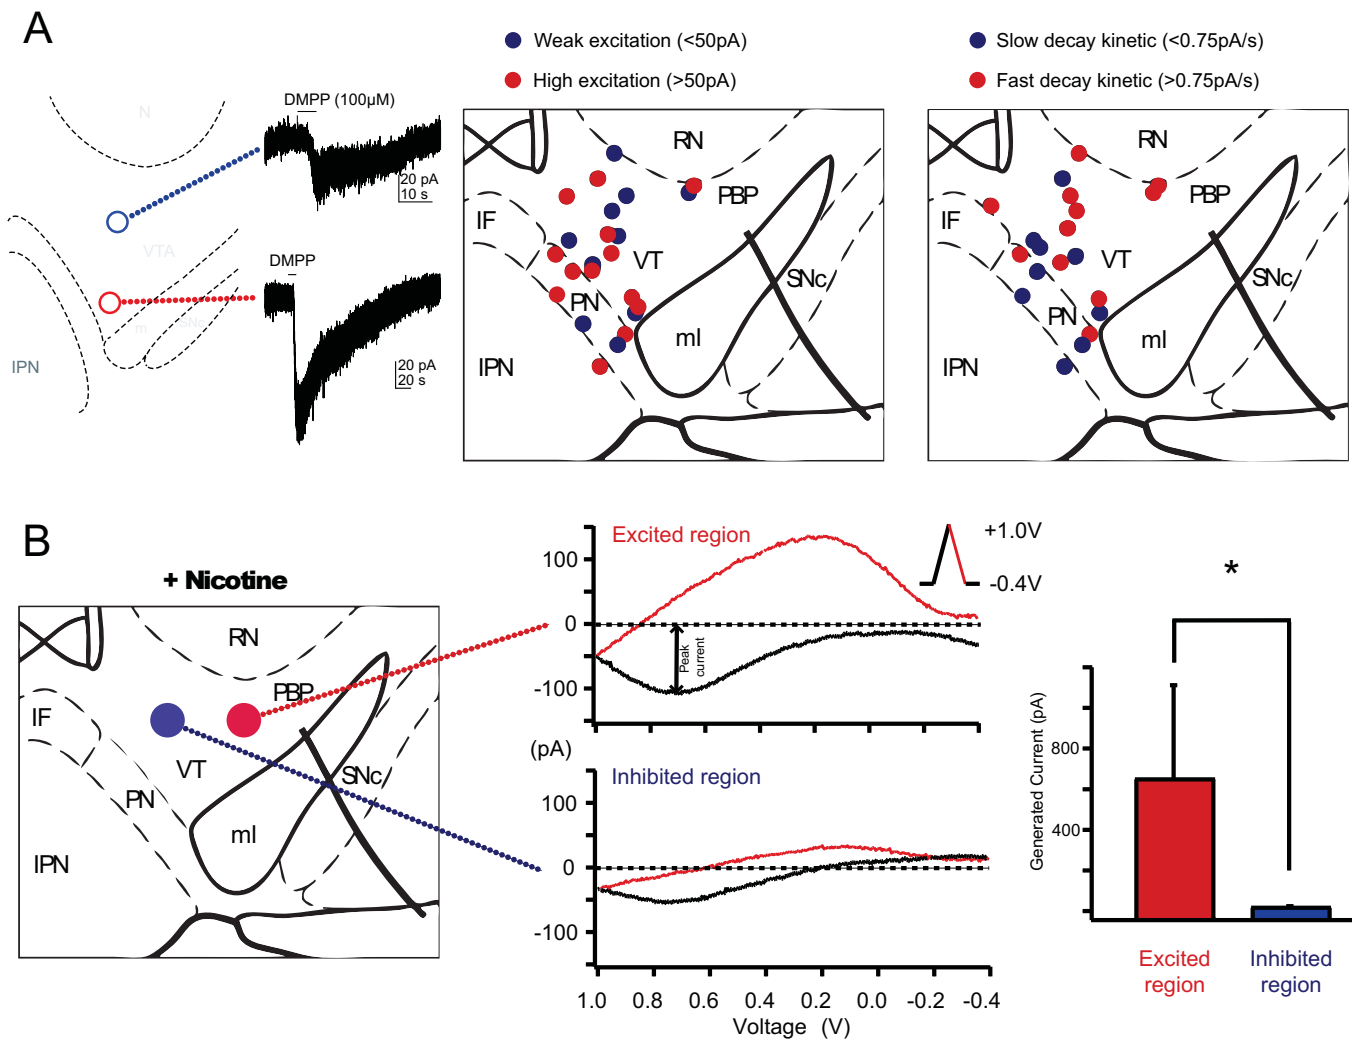 A
N
VTA
m
SNc
IPN
DMPP (100µM)
20 pA
10 s
DMPP
20 pA
20 s
Weak excitation (<50pA)
High excitation (>50pA)
RN
PBP
IF
VT
SNc
PN
ml
IPN
Slow decay kinetic (<0.75pA/s)
Fast decay kinetic (>0.75pA/s)
RN
PBP
IF
VT
SNc
PN
ml
IPN
B
+ Nicotine
RN
PBP
IF
VT
SNc
PN
ml
IPN
Excited region
100
0
-100
Peak
current
+1.0V
-0.4V
(pA)
Inhibited region
100
0
-100
1.0 0.8 0.6 0.4 0.2 0.0 -0.2 -0.4
Voltage (V)
*
Generated Current (pA)
800
400
Excited
region
Inhibited
region